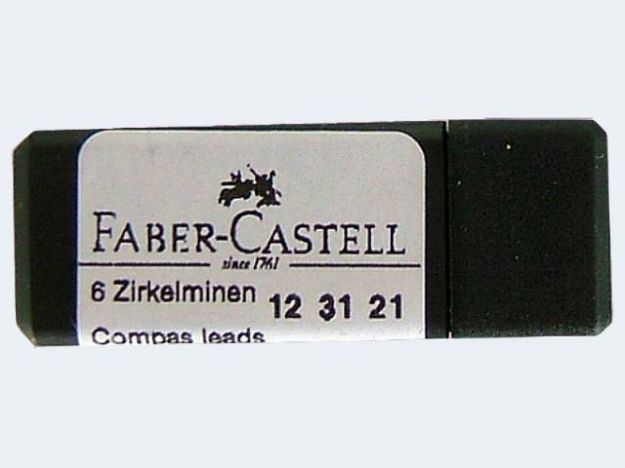 FABER-CASTELL
since 1761
6 Zirkelminen 12 31 21
Compas leads